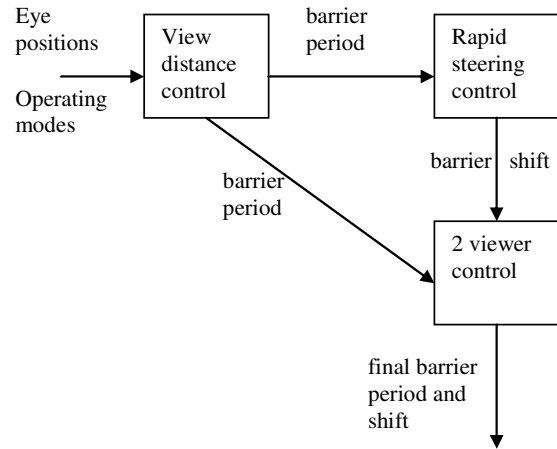 Eye
positions
Operating
modes
View
distance
control
barrier
period
Rapid
steering
control
barrier
period
barrier shift
2 viewer
control
final barrier
period and
shift